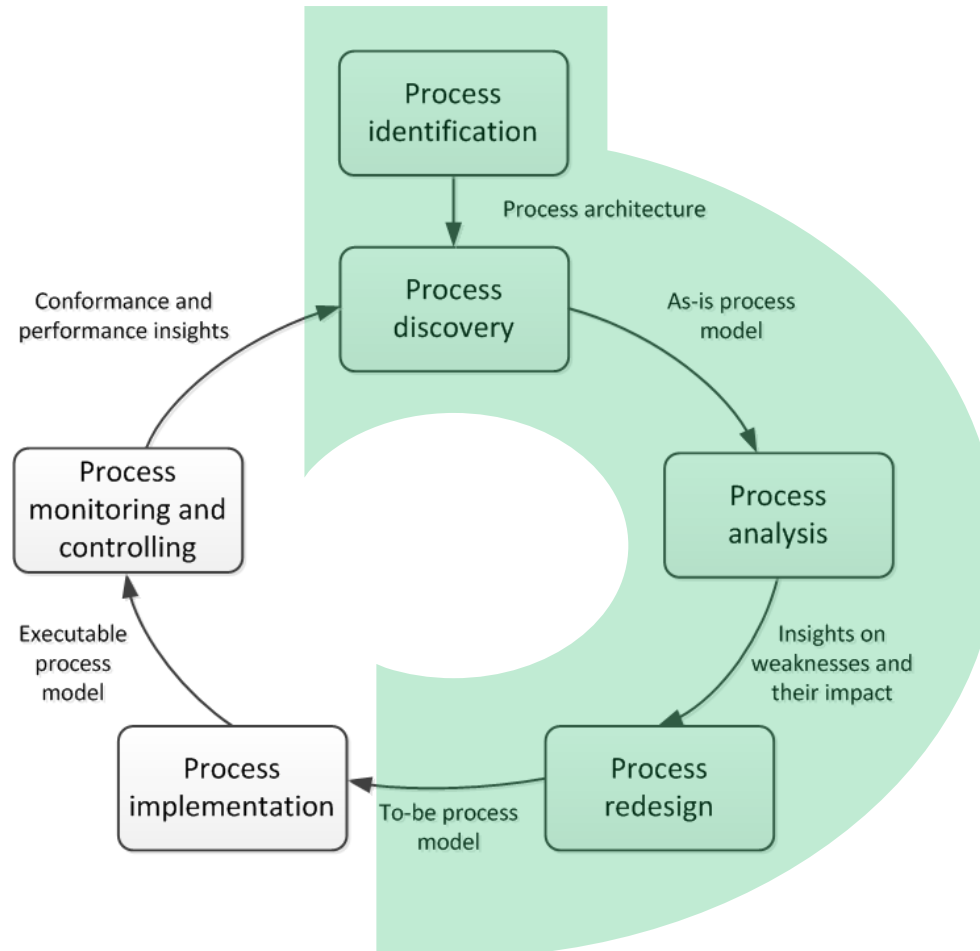 Process
identification
Process architecture
Process
discovery
As-is process
model
Process
analysis
Insights on
weaknesses and
their impact
Process
redesign
To-be process
model
Process
implementation
Executable
process
model
Process
monitoring and
controlling
Conformance and
performance insights